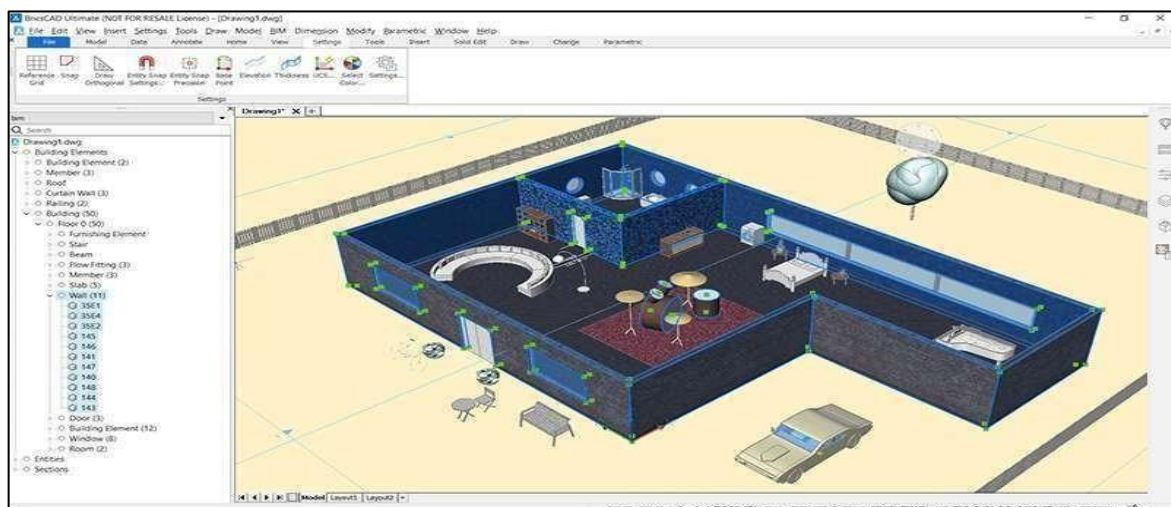 BricsCAD Ultimate (NOT FOR RESALE License) - [Drawing1.dwg]
File Edit View Insert Settings Tools Draw Model BIM Dimension Modify Parametric Window Help
File Model Data Annotate Home View Settings Tools Insert Solid Edit Draw Change Parametric
Reference Grid
Snap
Draw Orthogonal
Entity Snap Settings...
Entity Snap Precision
Base Point
Elevation
Thickness
UCS...
Select Color...
Settings...
Settings
Drawing1*
bim
Search
Drawing1.dwg
Building Elements
Building Element (2)
Member (3)
Roof
Curtain Wall (3)
Railing (2)
Building (50)
Floor 0 (50)
Furnishing Element
Stair
Beam
Flow Fitting (3)
Member (3)
Slab (5)
Wall (11)
35E1
35E4
35E2
145
146
141
147
140
148
144
143
Door (3)
Building Element (12)
Window (8)
Room (2)
Entities
Sections
Model Layout1 Layout2